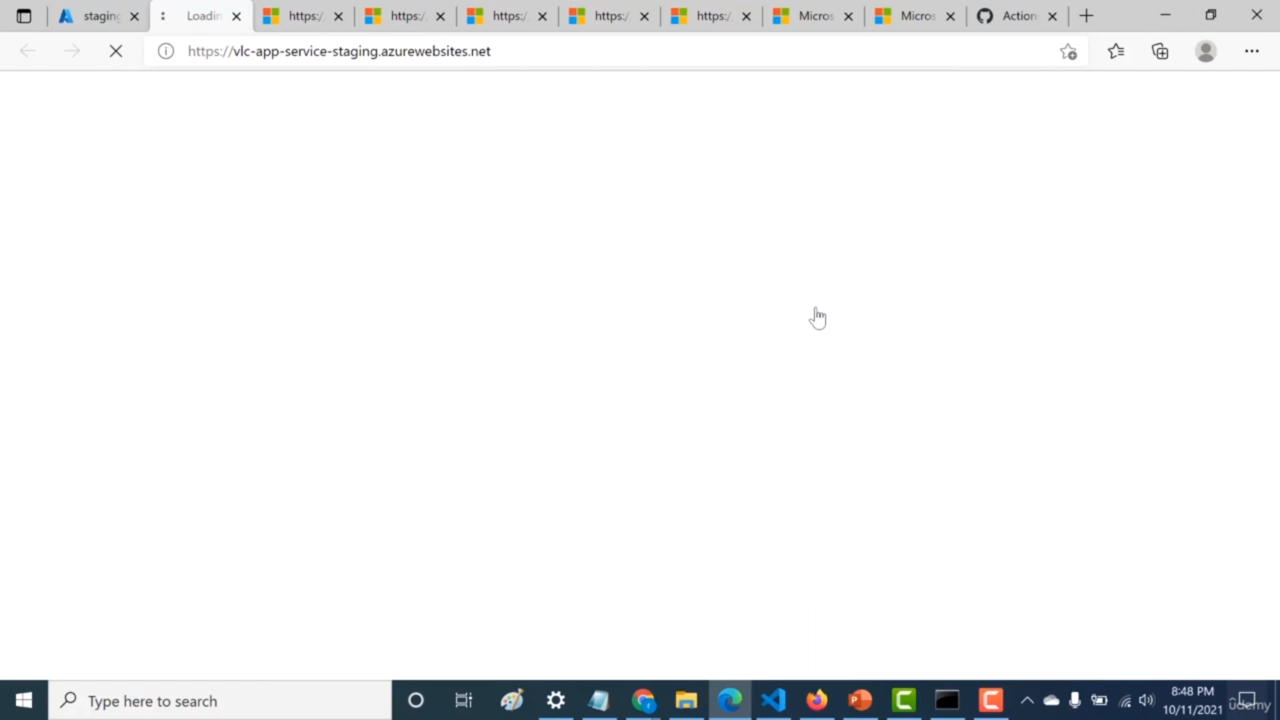 staging
Loadin
https:/
https:/
https:/
https:/
https:/
Micros
Micros
Action
https://vlc-app-service-staging.azurewebsites.net
Type here to search
8:48 PM
10/11/2021
udemy